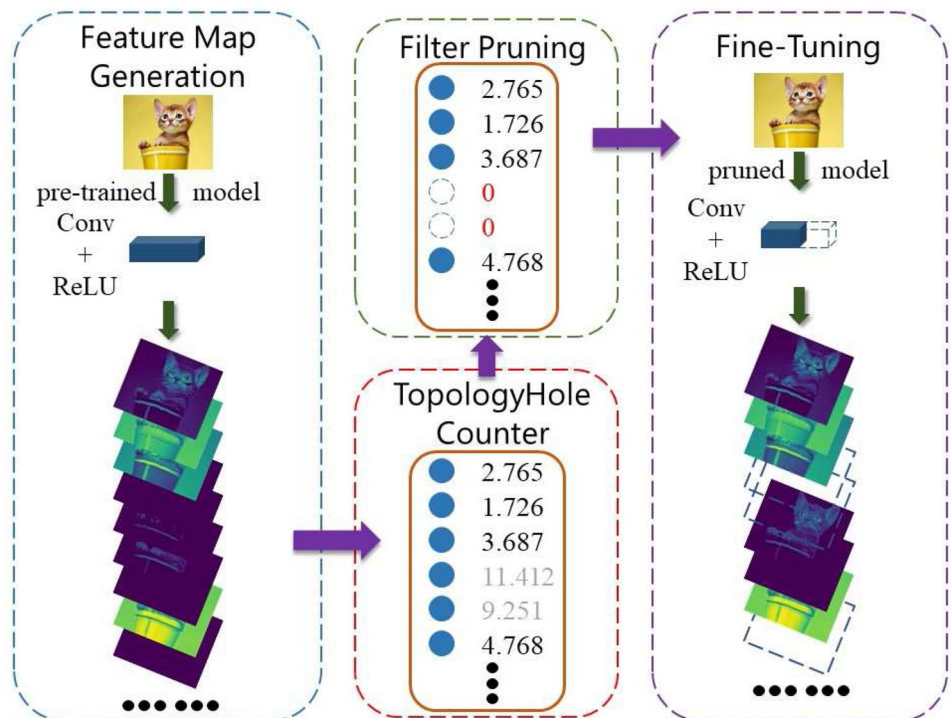 Feature Map
Generation
pre-trained model
Conv
+
ReLU
Filter Pruning
2.765
1.726
3.687
0
0
4.768
TopologyHole
Counter
2.765
1.726
3.687
11.412
9.251
4.768
Fine-Tuning
pruned model
Conv
+
ReLU